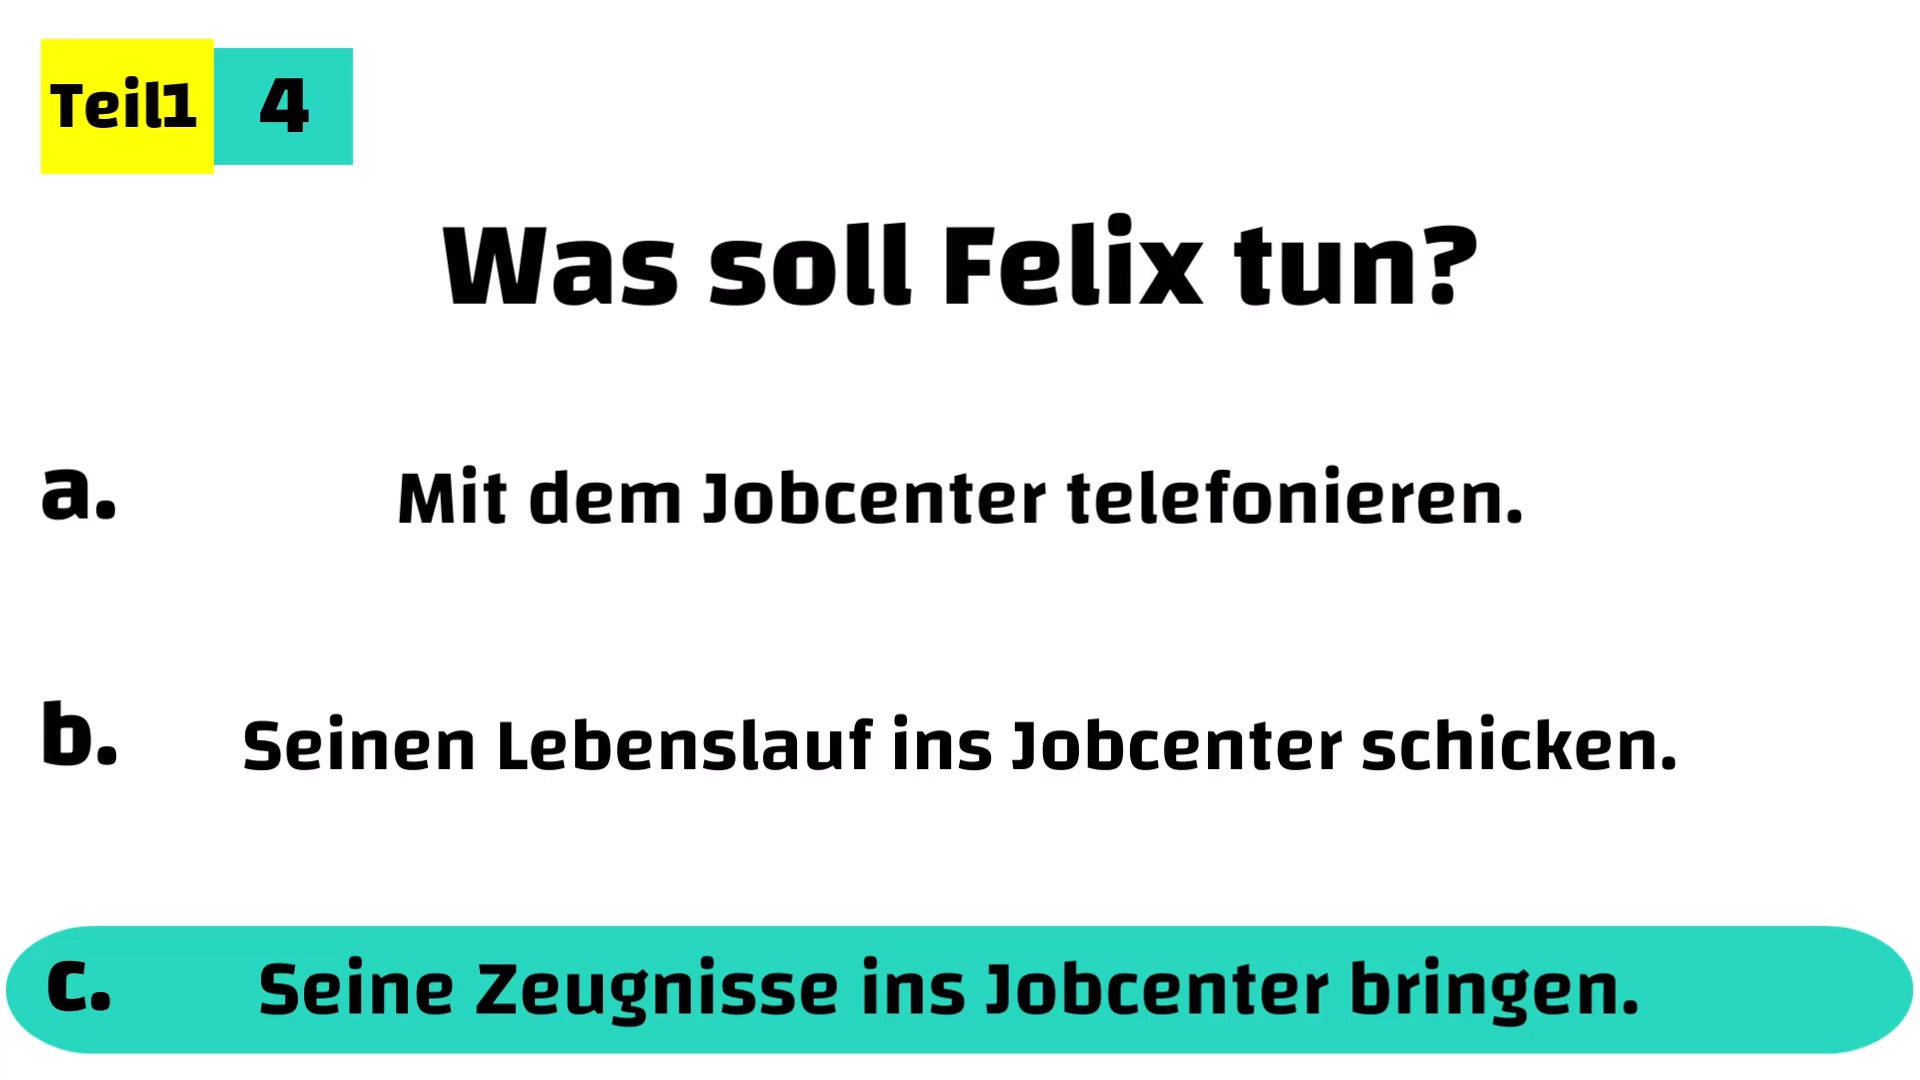 Teil1 4
Was soll Felix tun?
a. Mit dem Jobcenter telefonieren.
b. Seinen Lebenslauf ins Jobcenter schicken.
c. Seine Zeugnisse ins Jobcenter bringen.